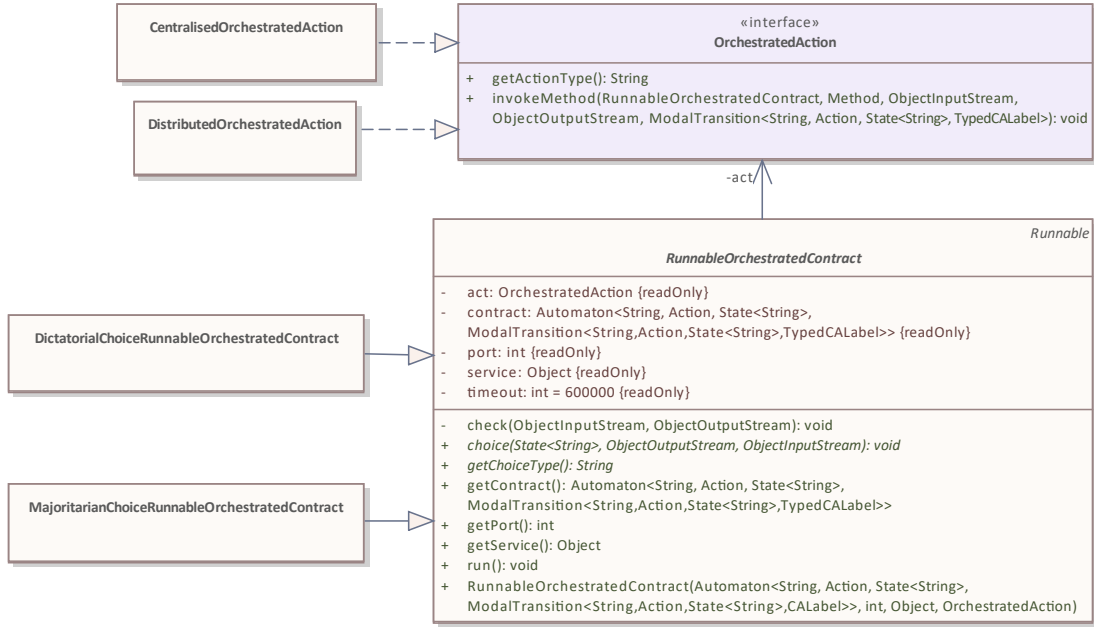 CentralisedOrchestratedAction
DistributedOrchestratedAction
«interface»
OrchestratedAction
+ getActionType(): String
+ invokeMethod(RunnableOrchestratedContract, Method, ObjectInputStream,
ObjectOutputStream, ModalTransition<String, Action, State<String>, TypedCALabel>): void
-act
Runnable
RunnableOrchestratedContract
- act: OrchestratedAction {readOnly}
- contract: Automaton<String, Action, State<String>,
ModalTransition<String,Action,State<String>,TypedCALabel>> {readOnly}
- port: int {readOnly}
- service: Object {readOnly}
- timeout: int = 600000 {readOnly}
- check(ObjectInputStream, ObjectOutputStream): void
+ choice(State<String>, ObjectOutputStream, ObjectInputStream): void
+ getChoiceType(): String
+ getContract(): Automaton<String, Action, State<String>,
ModalTransition<String,Action,State<String>,TypedCALabel>>
+ getPort(): int
+ getService(): Object
+ run(): void
+ RunnableOrchestratedContract(Automaton<String, Action, State<String>,
ModalTransition<String,Action,State<String>,CALabel>>, int, Object, OrchestratedAction)
DictatorialChoiceRunnableOrchestratedContract
MajoritarianChoiceRunnableOrchestratedContract